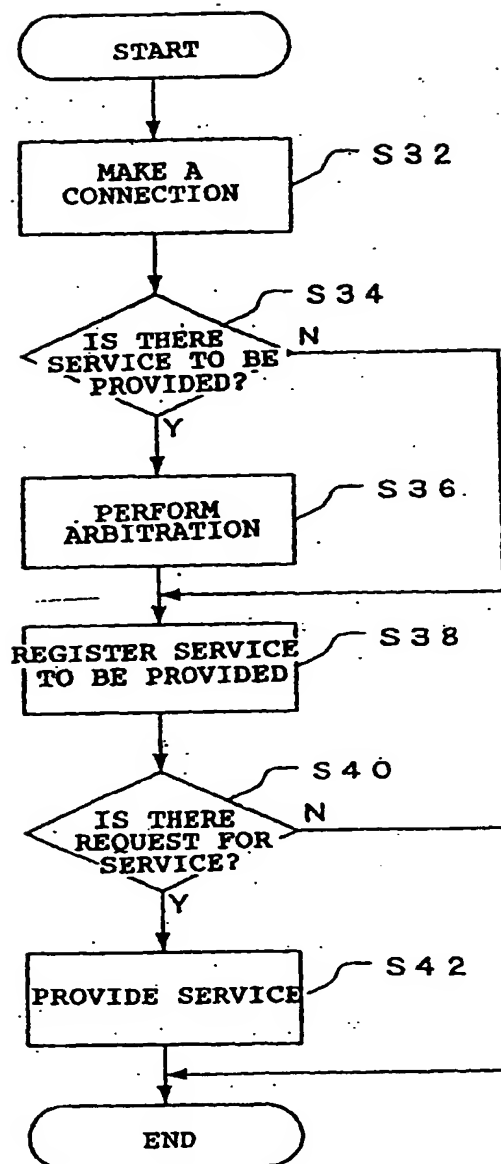 START
MAKE A
CONNECTION
S32
S34
IS THERE
SERVICE TO BE
PROVIDED?
N
Y
PERFORM
ARBITRATION
S36
REGISTER SERVICE
TO BE PROVIDED
S38
S40
IS THERE
REQUEST FOR
SERVICE?
N
Y
PROVIDE SERVICE
S42
END